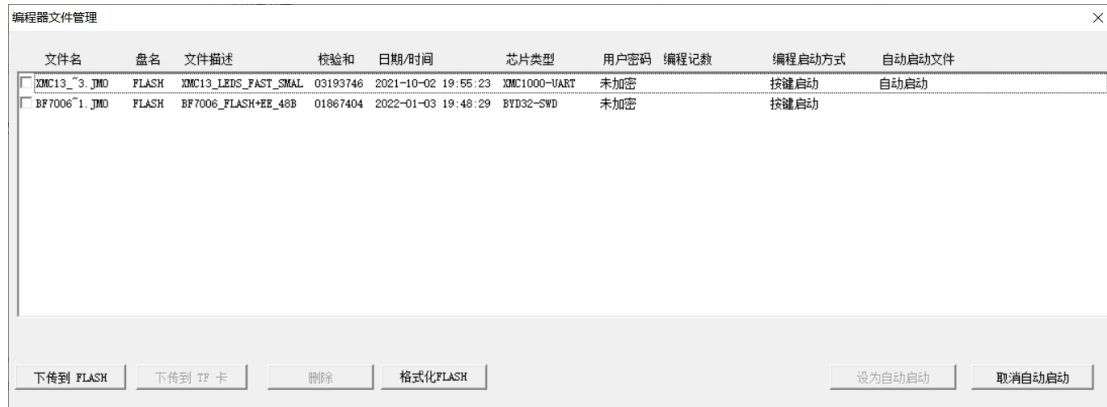 编程器文件管理
文件名 盘名 文件描述 校验和 日期/时间 芯片类型 用户密码 编程记数 编程启动方式 自动启动文件
XMC13_~3.JMO FLASH XMC13_LEDS_FAST_SMAL 03193746 2021-10-02 19:55:23 XMC1000-UART 未加密 按键启动 自动启动
BF7006~1.JMO FLASH BF7006_FLASH+EE_48B 01867404 2022-01-03 19:48:29 BYD32-SWD 未加密 按键启动
下传到 FLASH 下传到 TF 卡 删除 格式化FLASH 设为自动启动 取消自动启动